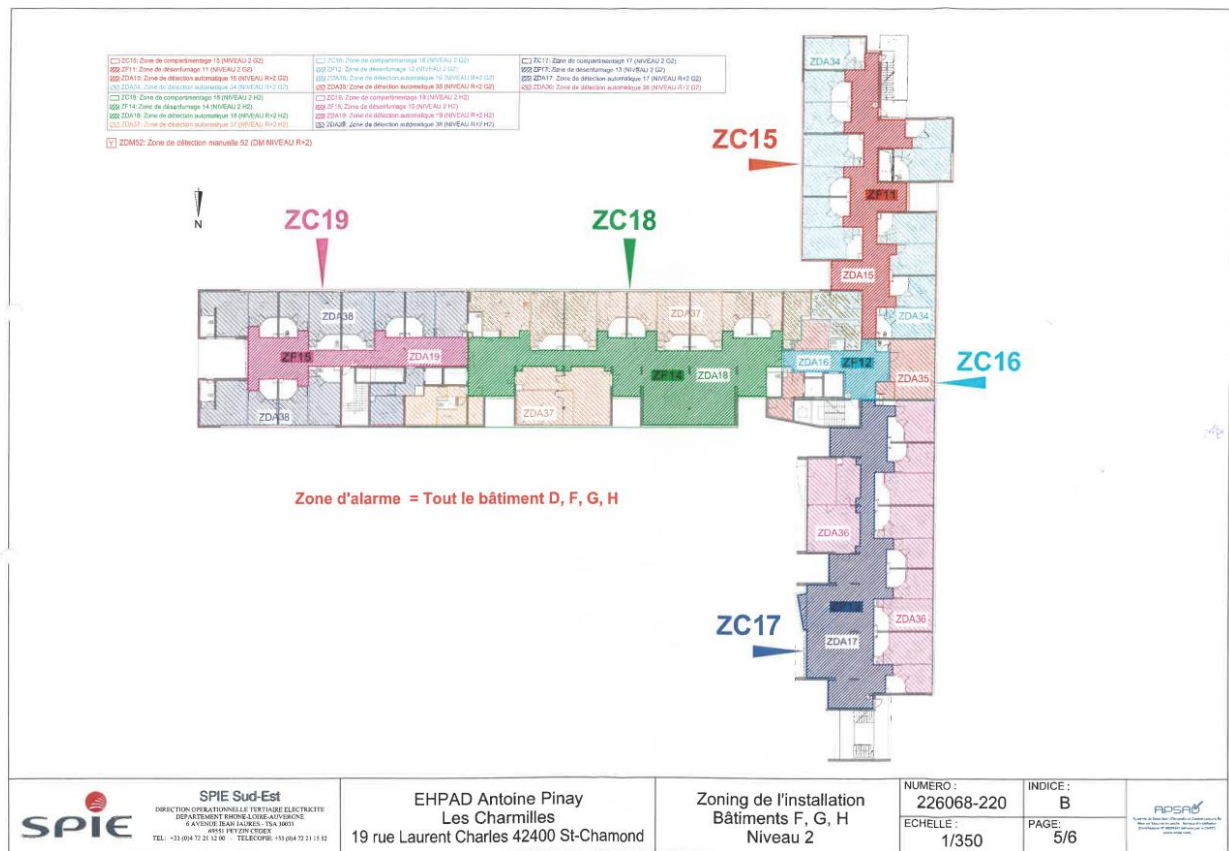 ZC15: Zone de compartimentage 15 (NIVEAU 2 G2)
ZF11: Zone de désenfumage 11 (NIVEAU 2 G2)
ZDA15: Zone de détection automatique 15 (NIVEAU R+2 G2)
ZDA34: Zone de détection automatique 34 (NIVEAU R+2 G2)
ZC16: Zone de compartimentage 16 (NIVEAU 2 G2)
ZF12: Zone de désenfumage 12 (NIVEAU 2 G2)
ZDA16: Zone de détection automatique 16 (NIVEAU R+2 G2)
ZDA35: Zone de détection automatique 35 (NIVEAU R+2 G2)
ZC17: Zone de compartimentage 17 (NIVEAU 2 G2)
ZF13: Zone de désenfumage 13 (NIVEAU 2 G2)
ZDA17: Zone de détection automatique 17 (NIVEAU R+2 G2)
ZDA36: Zone de détection automatique 36 (NIVEAU R+2 G2)
ZC18: Zone de compartimentage 18 (NIVEAU 2 H2)
ZF14: Zone de désenfumage 14 (NIVEAU 2 H2)
ZDA18: Zone de détection automatique 18 (NIVEAU R+2 H2)
ZDA37: Zone de détection automatique 37 (NIVEAU R+2 H2)
ZC19: Zone de compartimentage 19 (NIVEAU 2 H2)
ZF15: Zone de désenfumage 15 (NIVEAU 2 H2)
ZDA19: Zone de détection automatique 19 (NIVEAU R+2 H2)
ZDA38: Zone de détection automatique 38 (NIVEAU R+2 H2)
ZDM52: Zone de détection manuelle 52 (DM NIVEAU R+2)
N
ZDA34
ZC15
ZF11
ZC19
ZC18
ZDA15
ZDA38
ZDA37
ZDA34
ZF15
ZDA19
ZF14
ZDA18
ZDA16
ZF12
ZDA35
ZC16
ZDA38
ZDA37
Zone d'alarme = Tout le bâtiment D, F, G, H
ZDA36
ZC17
ZF13
ZDA36
ZDA17
SPIE
SPIE Sud-Est
DIRECTION OPERATIONNELLE TERTIAIRE ELECTRICITE
DEPARTEMENT RHONE-LOIRE-AUVERGNE
6 AVENUE JEAN JAURES - TSA 30031
69551 FEYZIN CEDEX
TEL: +33 (0)4 72 21 12 00 - TELECOPIE: +33 (0)4 72 21 15 52
EHPAD Antoine Pinay
Les Charmilles
19 rue Laurent Charles 42400 St-Chamond
Zoning de l'installation
Bâtiments F, G, H
Niveau 2
NUMERO :
226068-220
INDICE :
B
ECHELLE :
1/350
PAGE:
5/6
APSAD